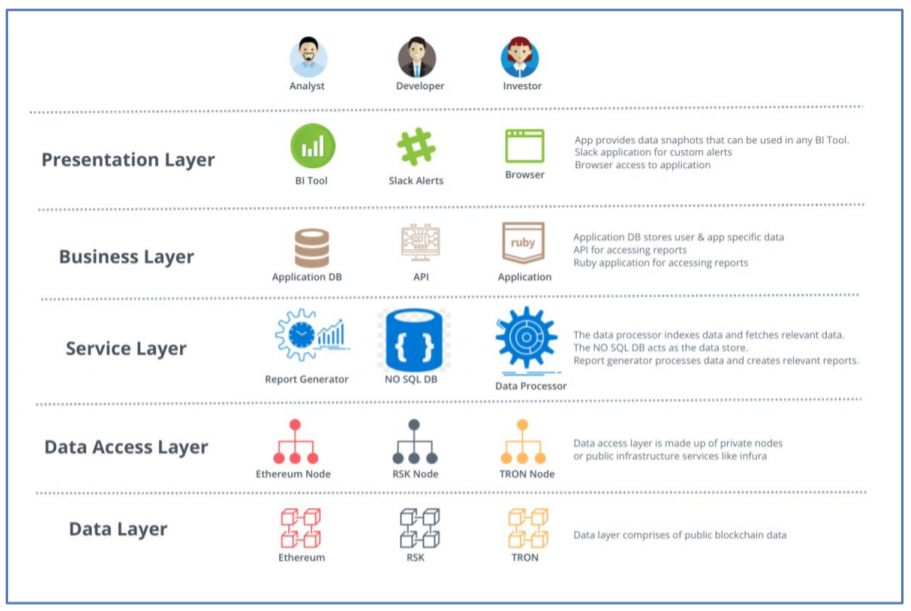 Analyst Developer Investor
Presentation Layer
BI Tool Slack Alerts Browser
App provides data snaphots that can be used in any BI Tool.
Slack application for custom alerts
Browser access to application
Business Layer
ruby
Application DB API Application
Application DB stores user & app specific data
API for accessing reports
Ruby application for accessing reports
Service Layer
{ }
Report Generator NO SQL DB Data Processor
The data processor indexes data and fetches relevant data.
The NO SQL DB acts as the data store.
Report generator processes data and creates relevant reports.
Data Access Layer
Ethereum Node RSK Node TRON Node
Data access layer is made up of private nodes
or public infrastructure services like infura
Data Layer
Ethereum RSK TRON
Data layer comprises of public blockchain data